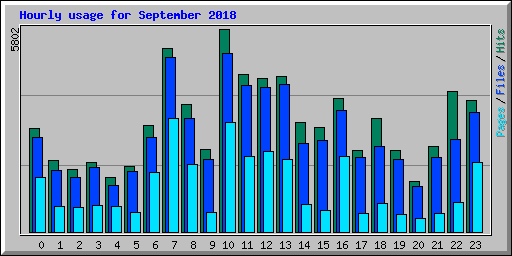 Hourly usage for September 2018
5802
Pages/Files/Hits
0 1 2 3 4 5 6 7 8 9 10 11 12 13 14 15 16 17 18 19 20 21 22 23